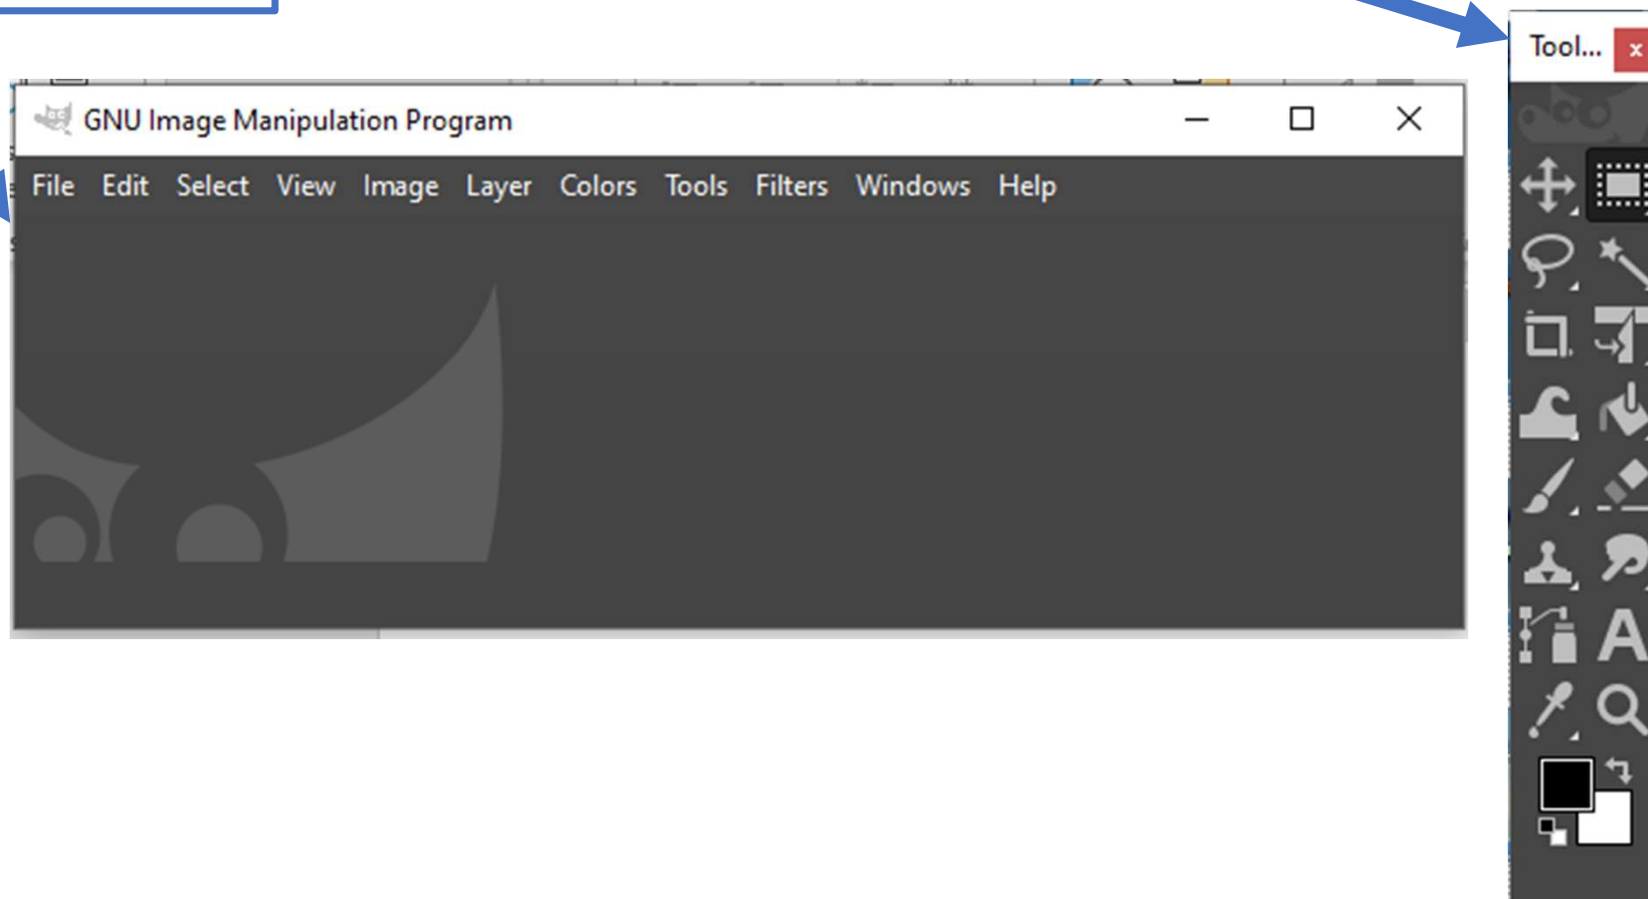 Tool...
GNU Image Manipulation Program
File Edit Select View Image Layer Colors Tools Filters Windows Help